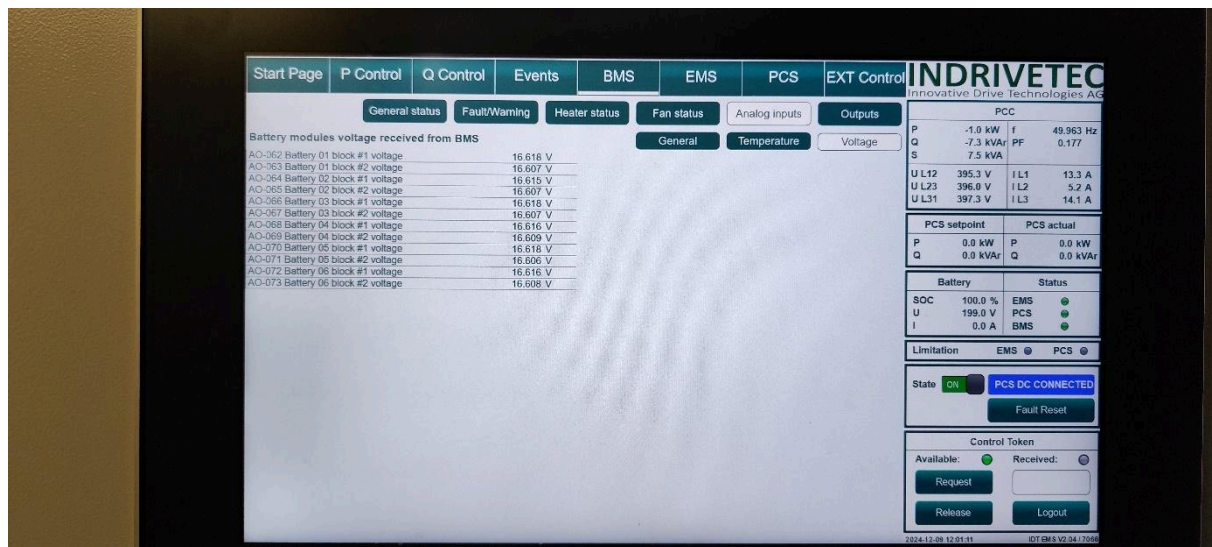 Start Page P Control Q Control Events BMS EMS PCS EXT Control
INDRIVETEC
Innovative Drive Technologies AG
General status Fault/Warning Heater status Fan status Analog inputs Outputs
Battery modules voltage received from BMS
General Temperature Voltage
AO-062 Battery 01 block #1 voltage 16.618 V
AO-063 Battery 01 block #2 voltage 16.607 V
AO-064 Battery 02 block #1 voltage 16.615 V
AO-065 Battery 02 block #2 voltage 16.607 V
AO-066 Battery 03 block #1 voltage 16.618 V
AO-067 Battery 03 block #2 voltage 16.607 V
AO-068 Battery 04 block #1 voltage 16.616 V
AO-069 Battery 04 block #2 voltage 16.609 V
AO-070 Battery 05 block #1 voltage 16.618 V
AO-071 Battery 05 block #2 voltage 16.606 V
AO-072 Battery 06 block #1 voltage 16.616 V
AO-073 Battery 06 block #2 voltage 16.608 V
PCC
P -1.0 kW f 49.963 Hz
Q -7.3 kVAr PF 0.177
S 7.5 kVA
U L12 395.3 V I L1 13.3 A
U L23 396.0 V I L2 5.2 A
U L31 397.3 V I L3 14.1 A
PCS setpoint PCS actual
P 0.0 kW P 0.0 kW
Q 0.0 kVAr Q 0.0 kVAr
Battery Status
SOC 100.0 % EMS
U 199.0 V PCS
I 0.0 A BMS
Limitation EMS PCS
State ON PCS DC CONNECTED
Fault Reset
Control Token
Available: Received:
Request
Release Logout
2024-12-09 12:01:11 IDT EMS V2.04 / 7066